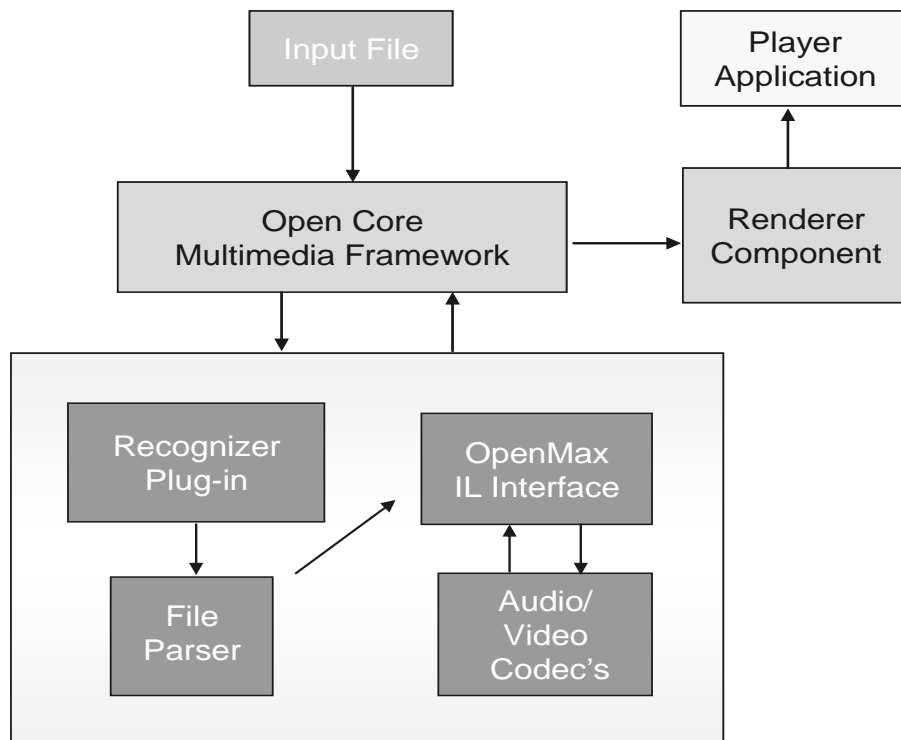 Input File
Player
Application
Open Core
Multimedia Framework
Renderer
Component
Recognizer
Plug-in
OpenMax
IL Interface
File
Parser
Audio/
Video
Codec's